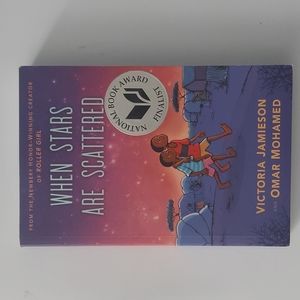 FROM THE NEWBERY HONOR-WINNING CREATOR
OF ROLLER GIRL
WHEN STARS
ARE SCATTERED
NATIONAL BOOK AWARD
FINALIST
VICTORIA JAMIESON
AND OMAR MOHAMED